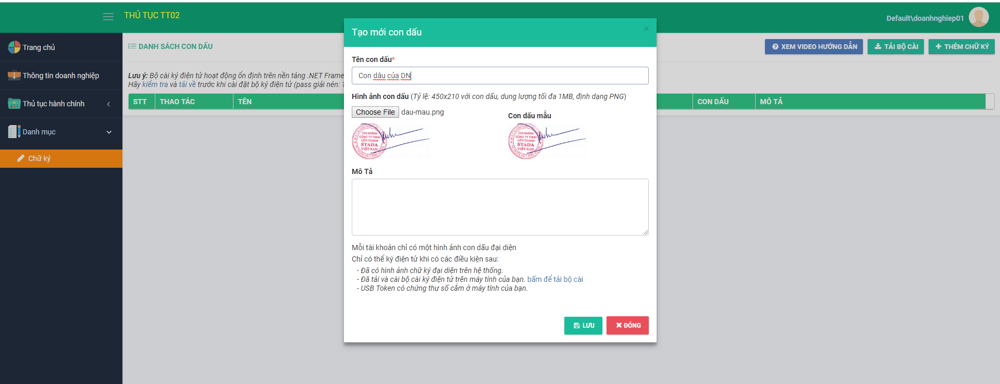 THỦ TỤC TT02
Default\doanhnghiep01
Trang chủ
Thông tin doanh nghiệp
Thủ tục hành chính
Danh mục
Chữ ký
DANH SÁCH CON DẤU
XEM VIDEO HƯỚNG DẪN
TẢI BỘ CÀI
THÊM CHỮ KÝ
Lưu ý: Bộ cài ký điện tử hoạt động ổn định trên nền tảng .NET Frame
Hãy kiểm tra và tải về trước khi cài đặt bộ ký điện tử (pass giải nén: 1
STT THAO TÁC TÊN CON DẤU MÔ TẢ
Tạo mới con dấu
Tên con dấu*
Con dâu của DN
Hình ảnh con dấu (Tỷ lệ: 450x210 với con dấu, dung lượng tối đa 1MB, định dạng PNG)
Choose File dau-mau.png
Con dấu mẫu
CHI NHÁNH
CÔNG TY TNHH
LIÊN DOANH
STADA
VIỆT NAM
CHI NHÁNH
CÔNG TY TNHH
LIÊN DOANH
STADA
VIỆT NAM
Mô Tả
Mỗi tài khoản chỉ có một hình ảnh con dấu đại diện
Chỉ có thể ký điện tử khi có các điều kiện sau:
- Đã có hình ảnh chữ ký đại diện trên hệ thống.
- Đã tải và cài bộ cài ký điện tử trên máy tính của bạn. bấm để tải bộ cài
- USB Token có chứng thư số cắm ở máy tính của bạn.
LƯU
ĐÓNG